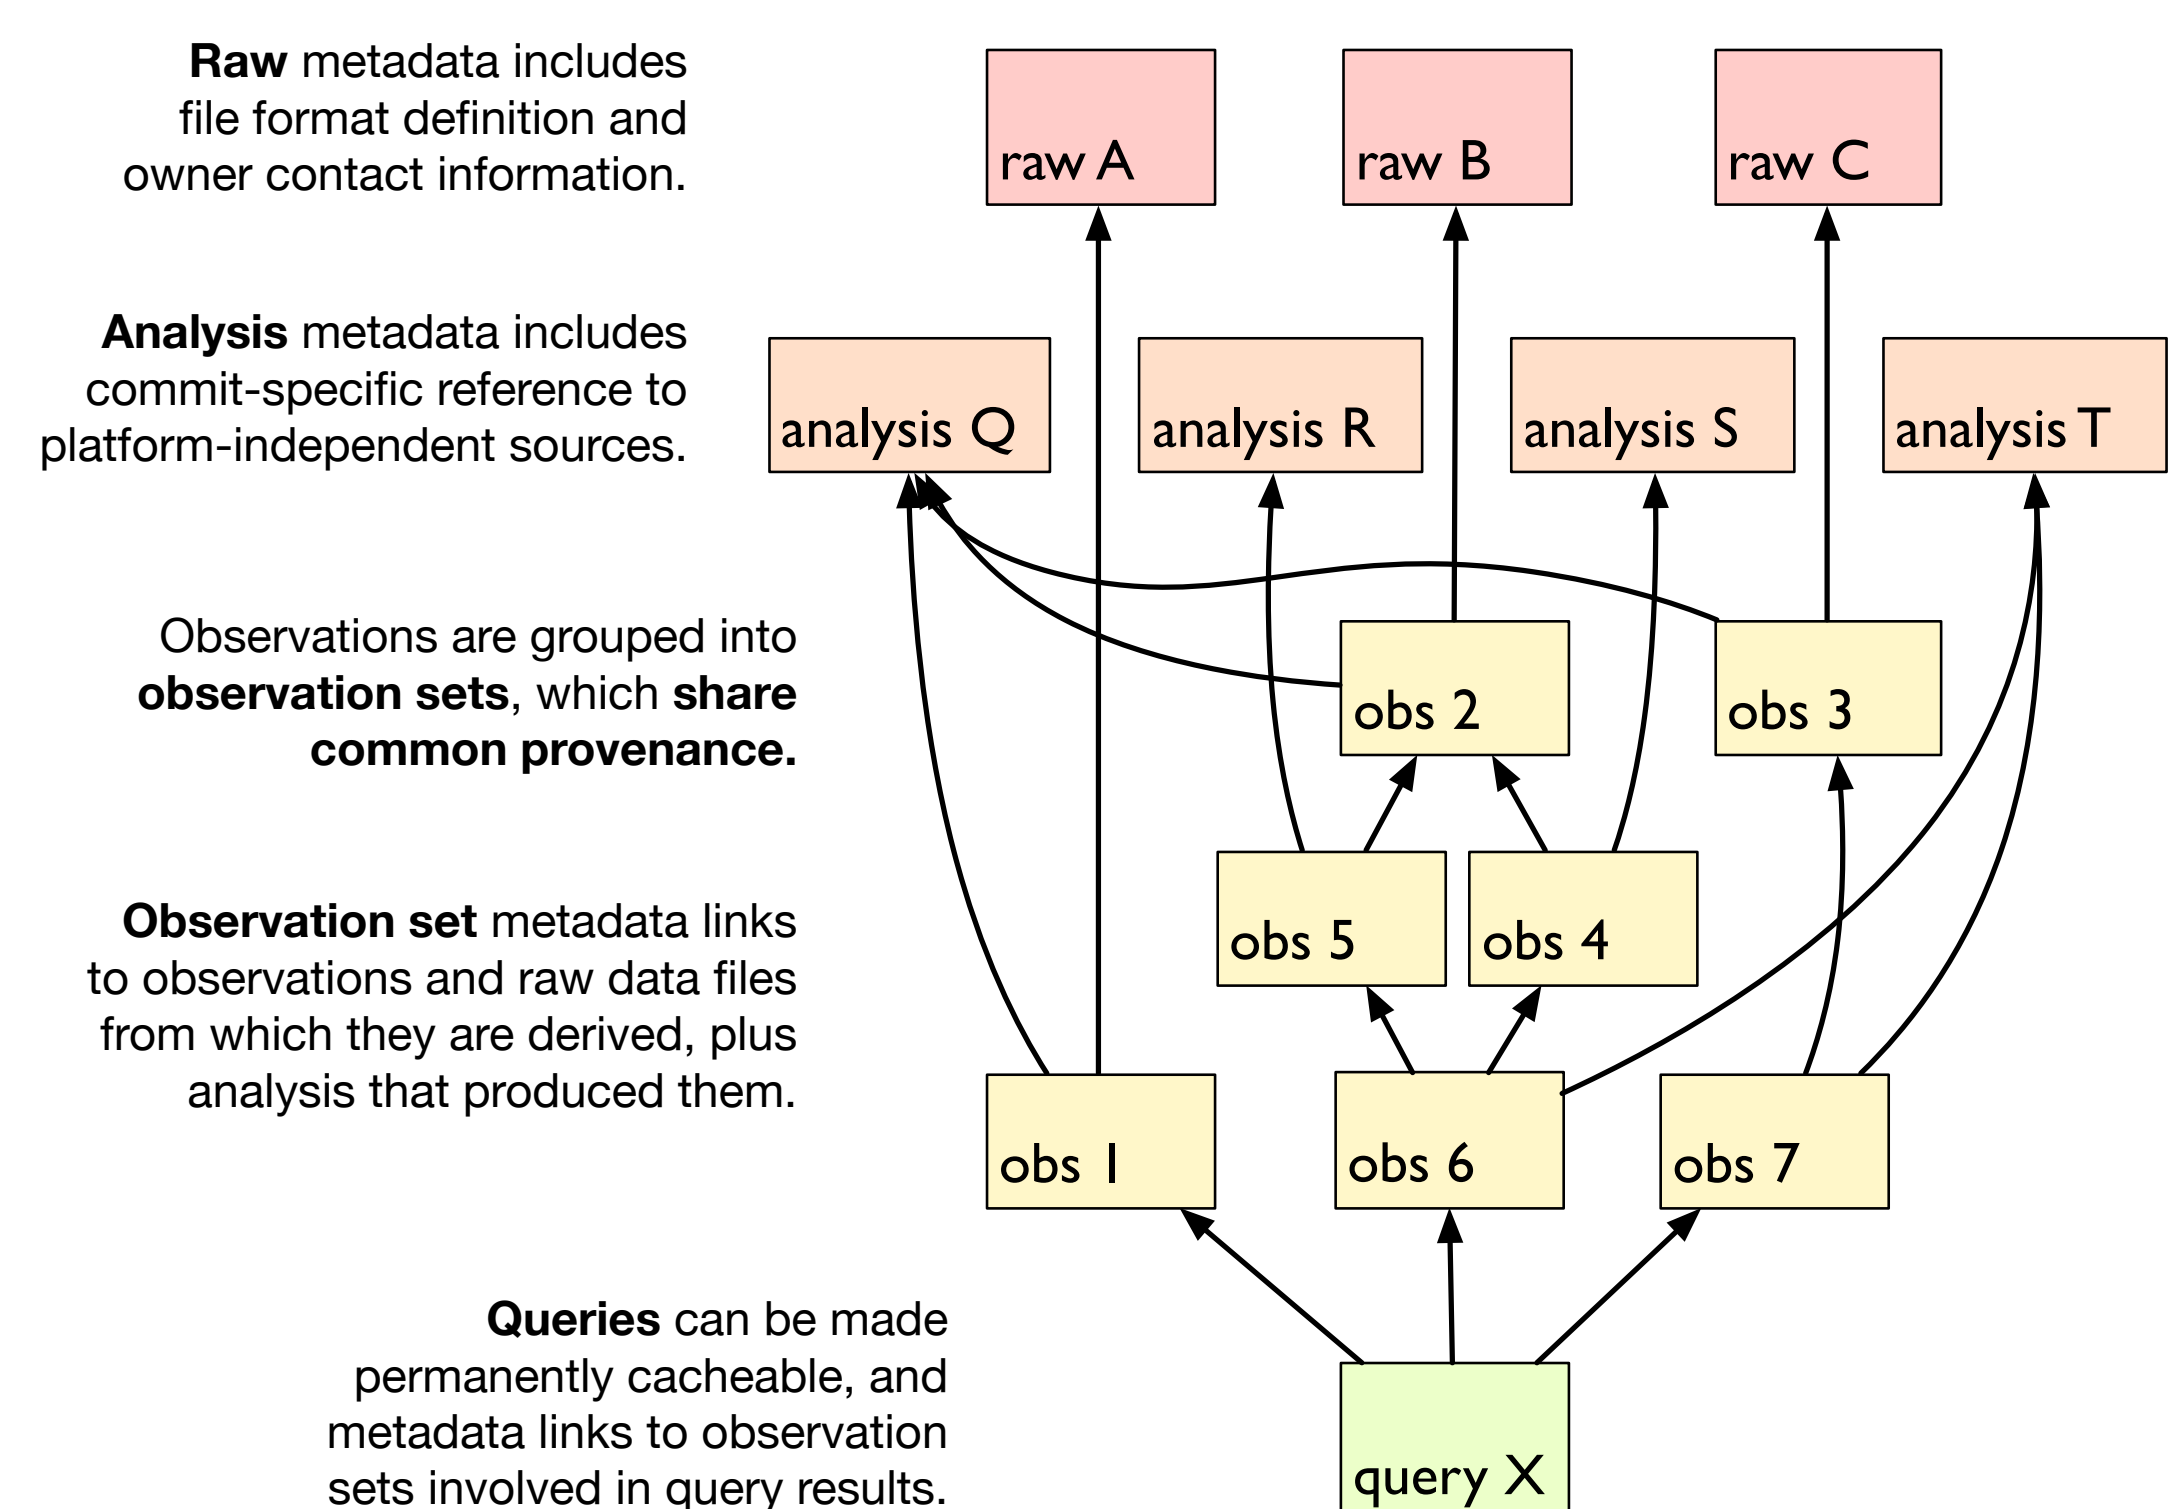 Raw metadata includes
file format definition and
owner contact information.
raw A
raw B
raw C
Analysis metadata includes
commit-specific reference to
platform-independent sources.
analysis Q
analysis R
analysis S
analysis T
Observations are grouped into
observation sets, which share
common provenance.
obs 2
obs 3
Observation set metadata links
to observations and raw data files
from which they are derived, plus
analysis that produced them.
obs 5
obs 4
obs 1
obs 6
obs 7
Queries can be made
permanently cacheable, and
metadata links to observation
sets involved in query results.
query X